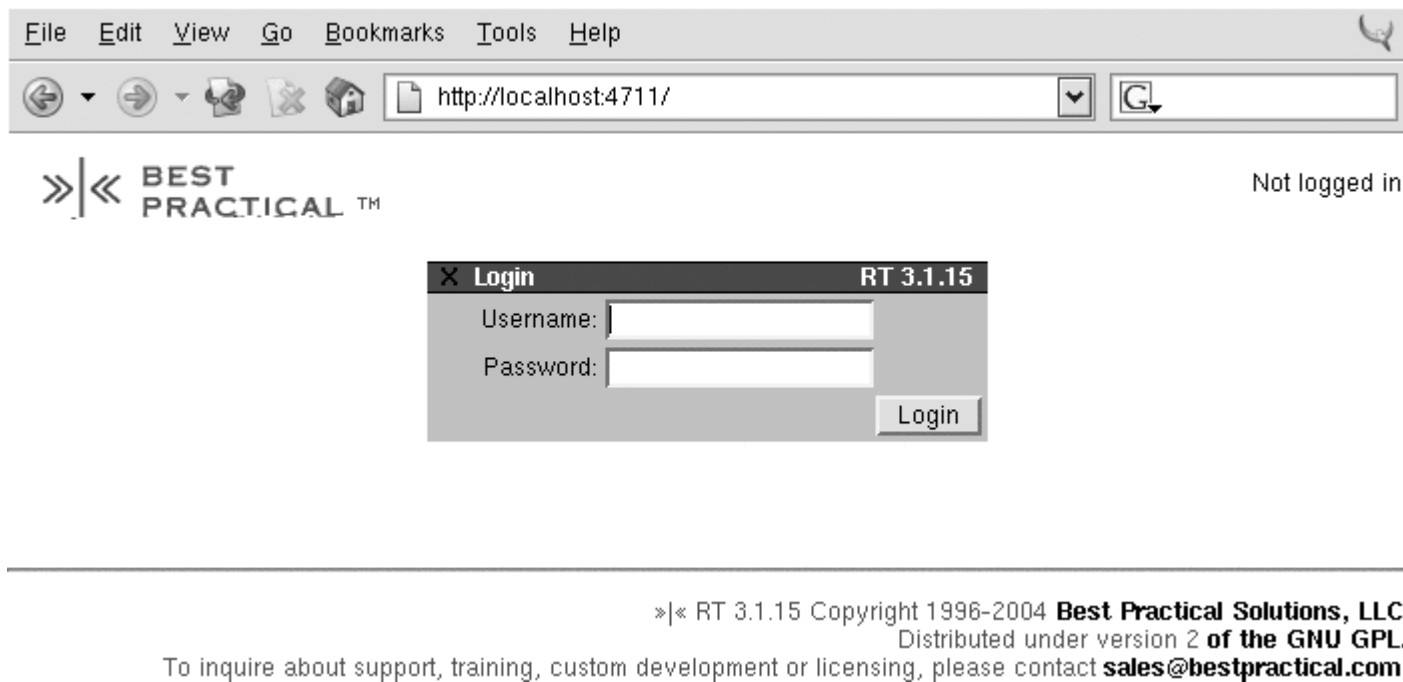 File Edit View Go Bookmarks Tools Help
http://localhost:4711/
G
»|« BEST
PRACTICAL ™
Not logged in
X Login RT 3.1.15
Username:
Password:
Login
»|« RT 3.1.15 Copyright 1996-2004 Best Practical Solutions, LLC
Distributed under version 2 of the GNU GPL.
To inquire about support, training, custom development or licensing, please contact sales@bestpractical.com